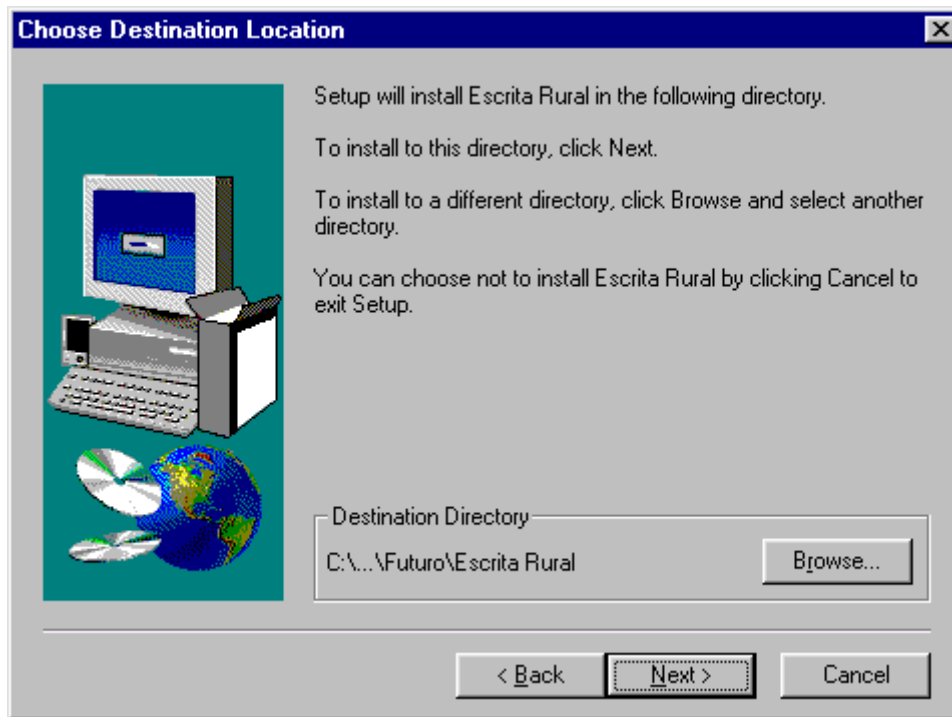 Choose Destination Location
Setup will install Escrita Rural in the following directory.
To install to this directory, click Next.
To install to a different directory, click Browse and select another
directory.
You can choose not to install Escrita Rural by clicking Cancel to
exit Setup.
Destination Directory
C:\...\Futuro\Escrita Rural
Browse...
< Back
Next >
Cancel